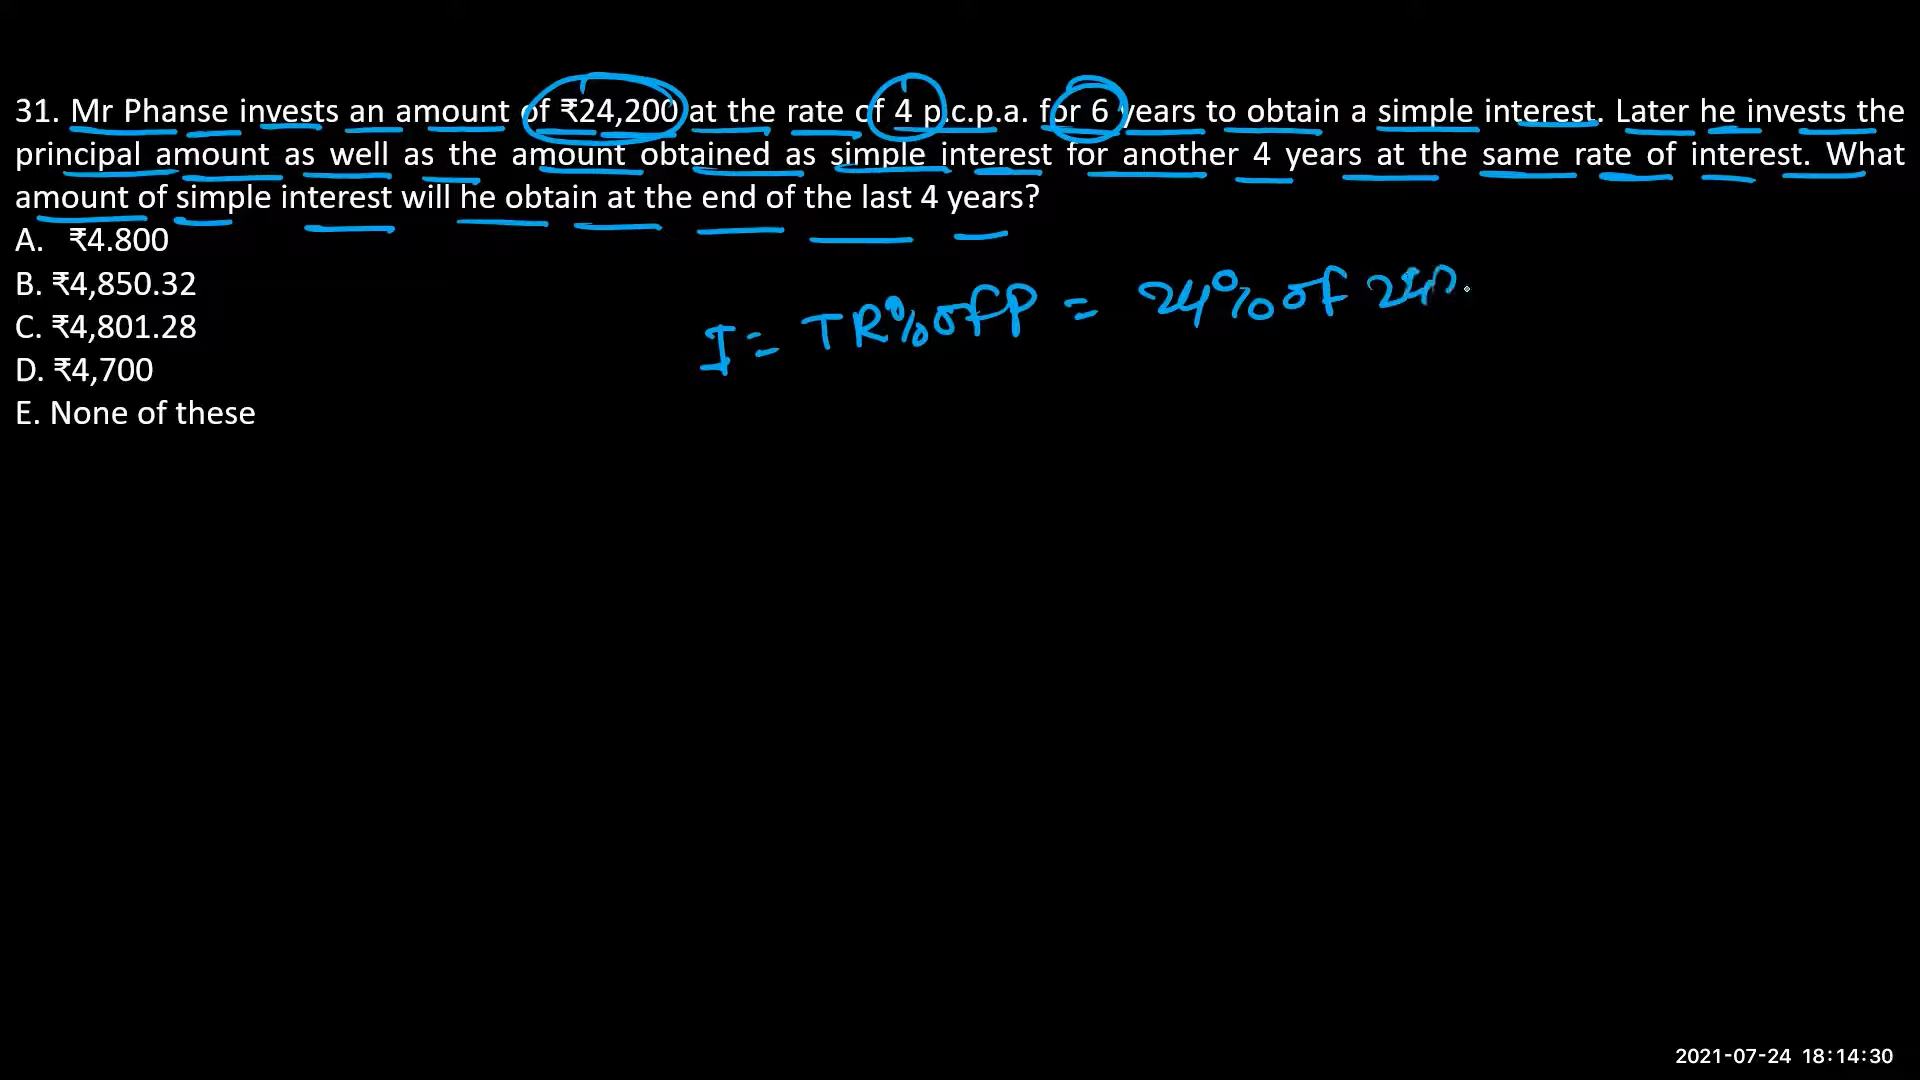 31. Mr Phanse invests an amount of ₹24,200 at the rate of 4 p.c.p.a. for 6 years to obtain a simple interest. Later he invests the
principal amount as well as the amount obtained as simple interest for another 4 years at the same rate of interest. What
amount of simple interest will he obtain at the end of the last 4 years?
A. ₹4.800
B. ₹4,850.32
C. ₹4,801.28
D. ₹4,700
E. None of these
I = TR% of P = 24% of
2021-07-24 18:14:30